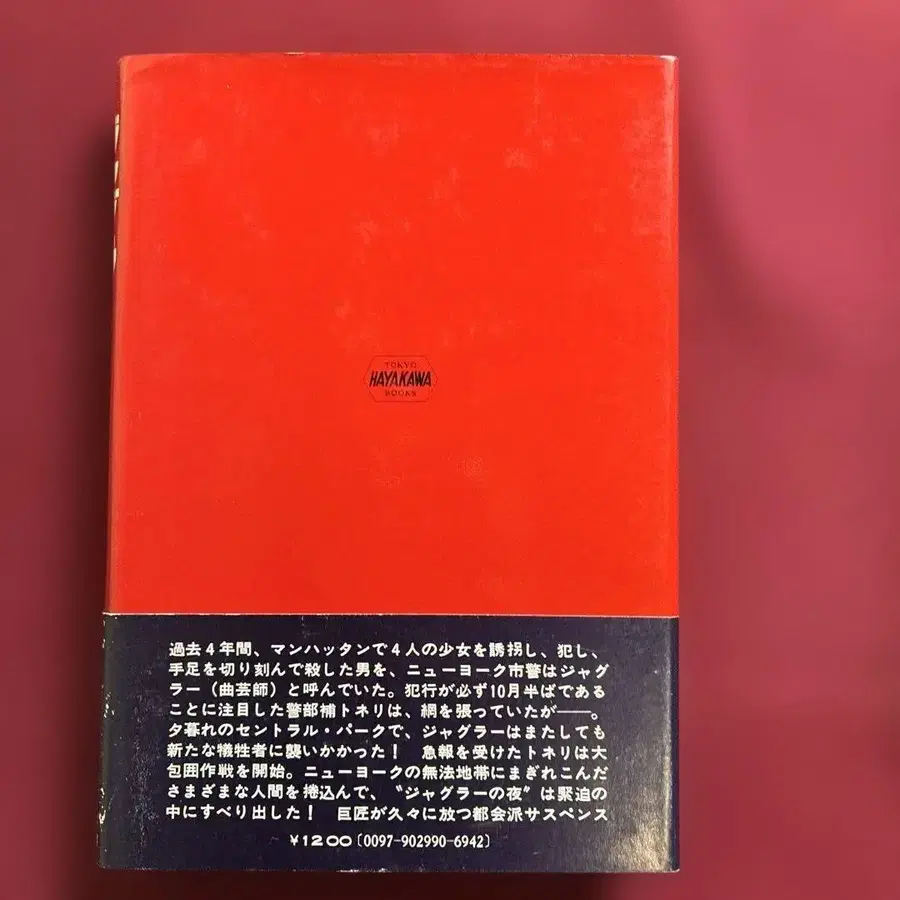 TOKYO
HAYAKAWA
BOOKS
過去4年間、マンハッタンで4人の少女を誘拐し、犯し、
手足を切り刻んで殺した男を、ニューヨーク市警はジャグ
ラー（曲芸師）と呼んでいた。犯行が必ず10月半ばである
ことに注目した警部補トネリは、網を張っていたが――。
夕暮れのセントラル・パークで、ジャグラーはまたしても
新たな犠牲者に襲いかかった！　急報を受けたトネリは大
包囲作戦を開始。ニューヨークの無法地帯にまぎれこんだ
さまざまな人間を捲込んで、〝ジャグラーの夜〟は緊迫の
中にすべり出した！　巨匠が久々に放つ都会派サスペンス
¥1200〔0097-902990-6942〕